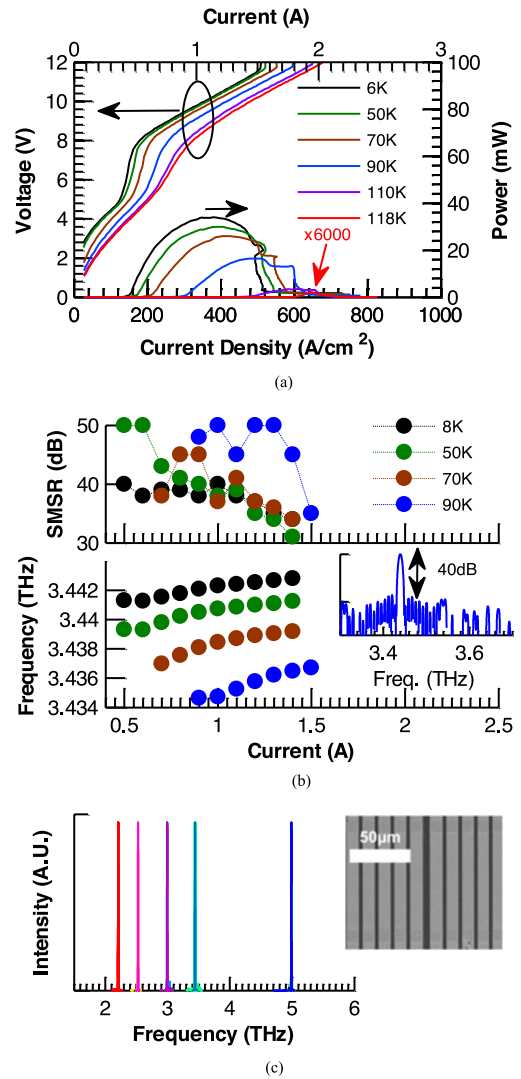 Current (A)
0 1 2 3
12 100
10 80
8 60
6 40
4 20
2 0
0
Voltage (V)
Power (mW)
6K
50K
70K
90K
110K
118K
x6000
0 200 400 600 800 1000
Current Density (A/cm²)
(a)
50
40
30
SMSR (dB)
8K
50K
70K
90K
3.442
3.44
3.438
3.436
3.434
Frequency (THz)
40dB
3.4 3.6
Freq. (THz)
0.5 1 1.5 2 2.5
Current (A)
(b)
Intensity (A.U.)
50µm
2 3 4 5 6
Frequency (THz)
(c)